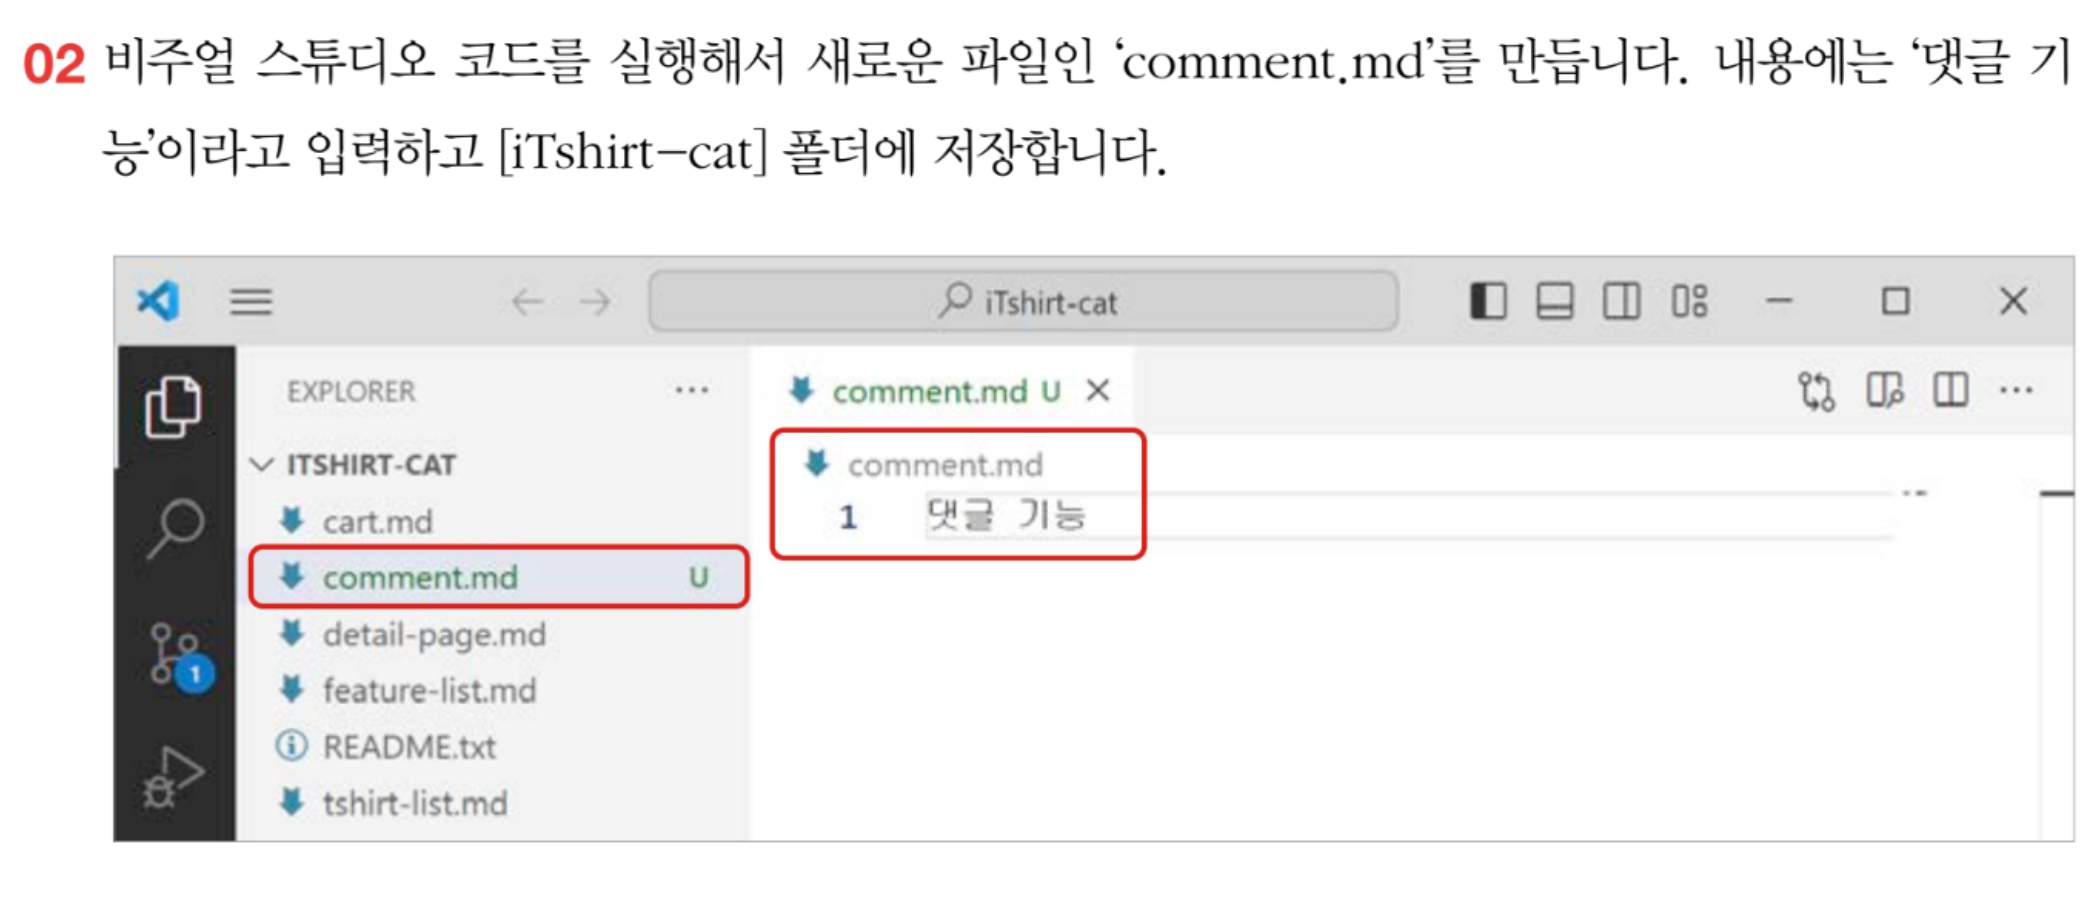 02 비주얼 스튜디오 코드를 실행해서 새로운 파일인 ‘comment.md’를 만듭니다. 내용에는 ‘댓글 기
능’이라고 입력하고 [iTshirt-cat] 폴더에 저장합니다.
iTshirt-cat
EXPLORER ···
ITSHIRT-CAT
cart.md
comment.md U
detail-page.md
feature-list.md
README.txt
tshirt-list.md
1
comment.md U
comment.md
1 댓글 기능